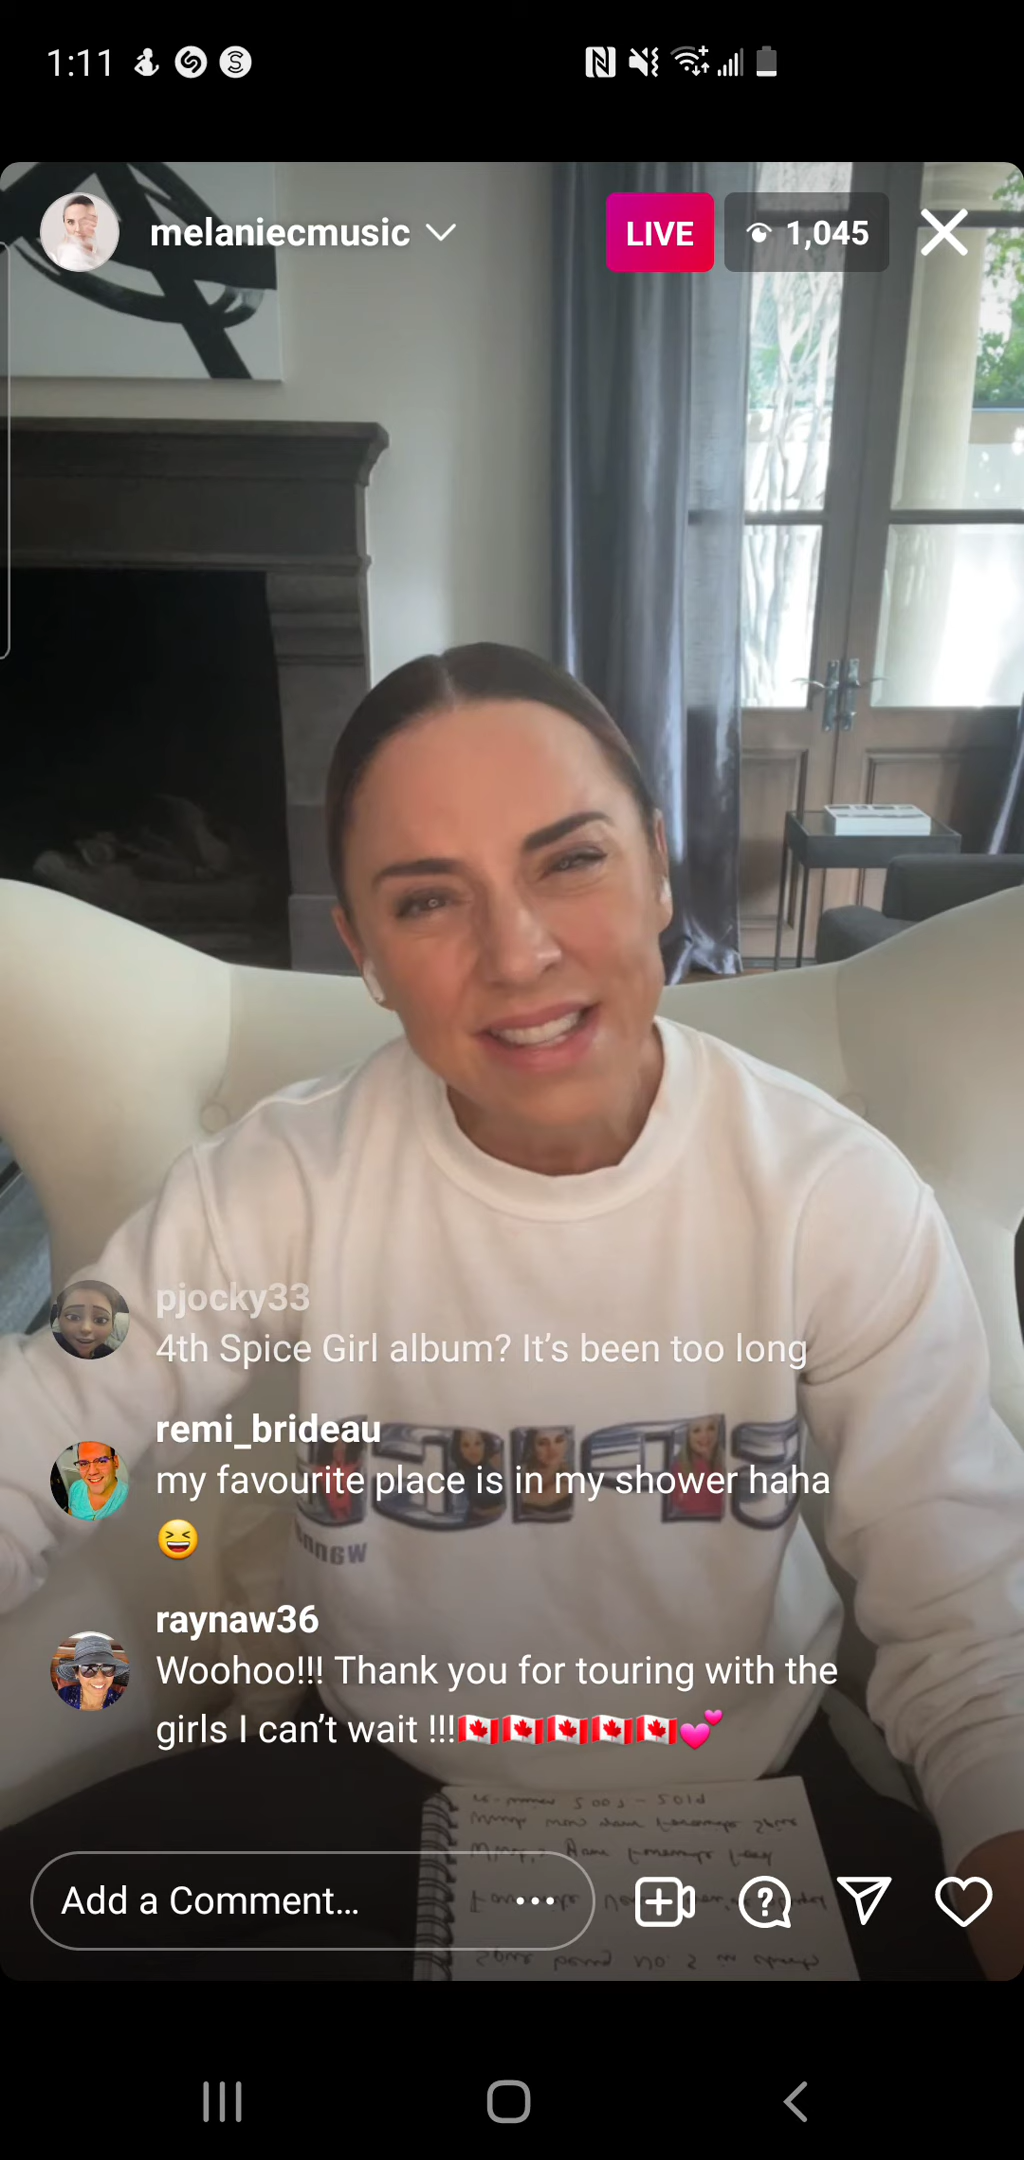 1:11
melaniecmusic
LIVE
1,045
pjocky33
4th Spice Girl album? It's been too long
remi_brideau
my favourite place is in my shower haha
😆
raynaw36
Woohoo!!! Thank you for touring with the
girls I can't wait !!!🇨🇦🇨🇦🇨🇦🇨🇦🇨🇦💕
SPICE
Add a Comment...